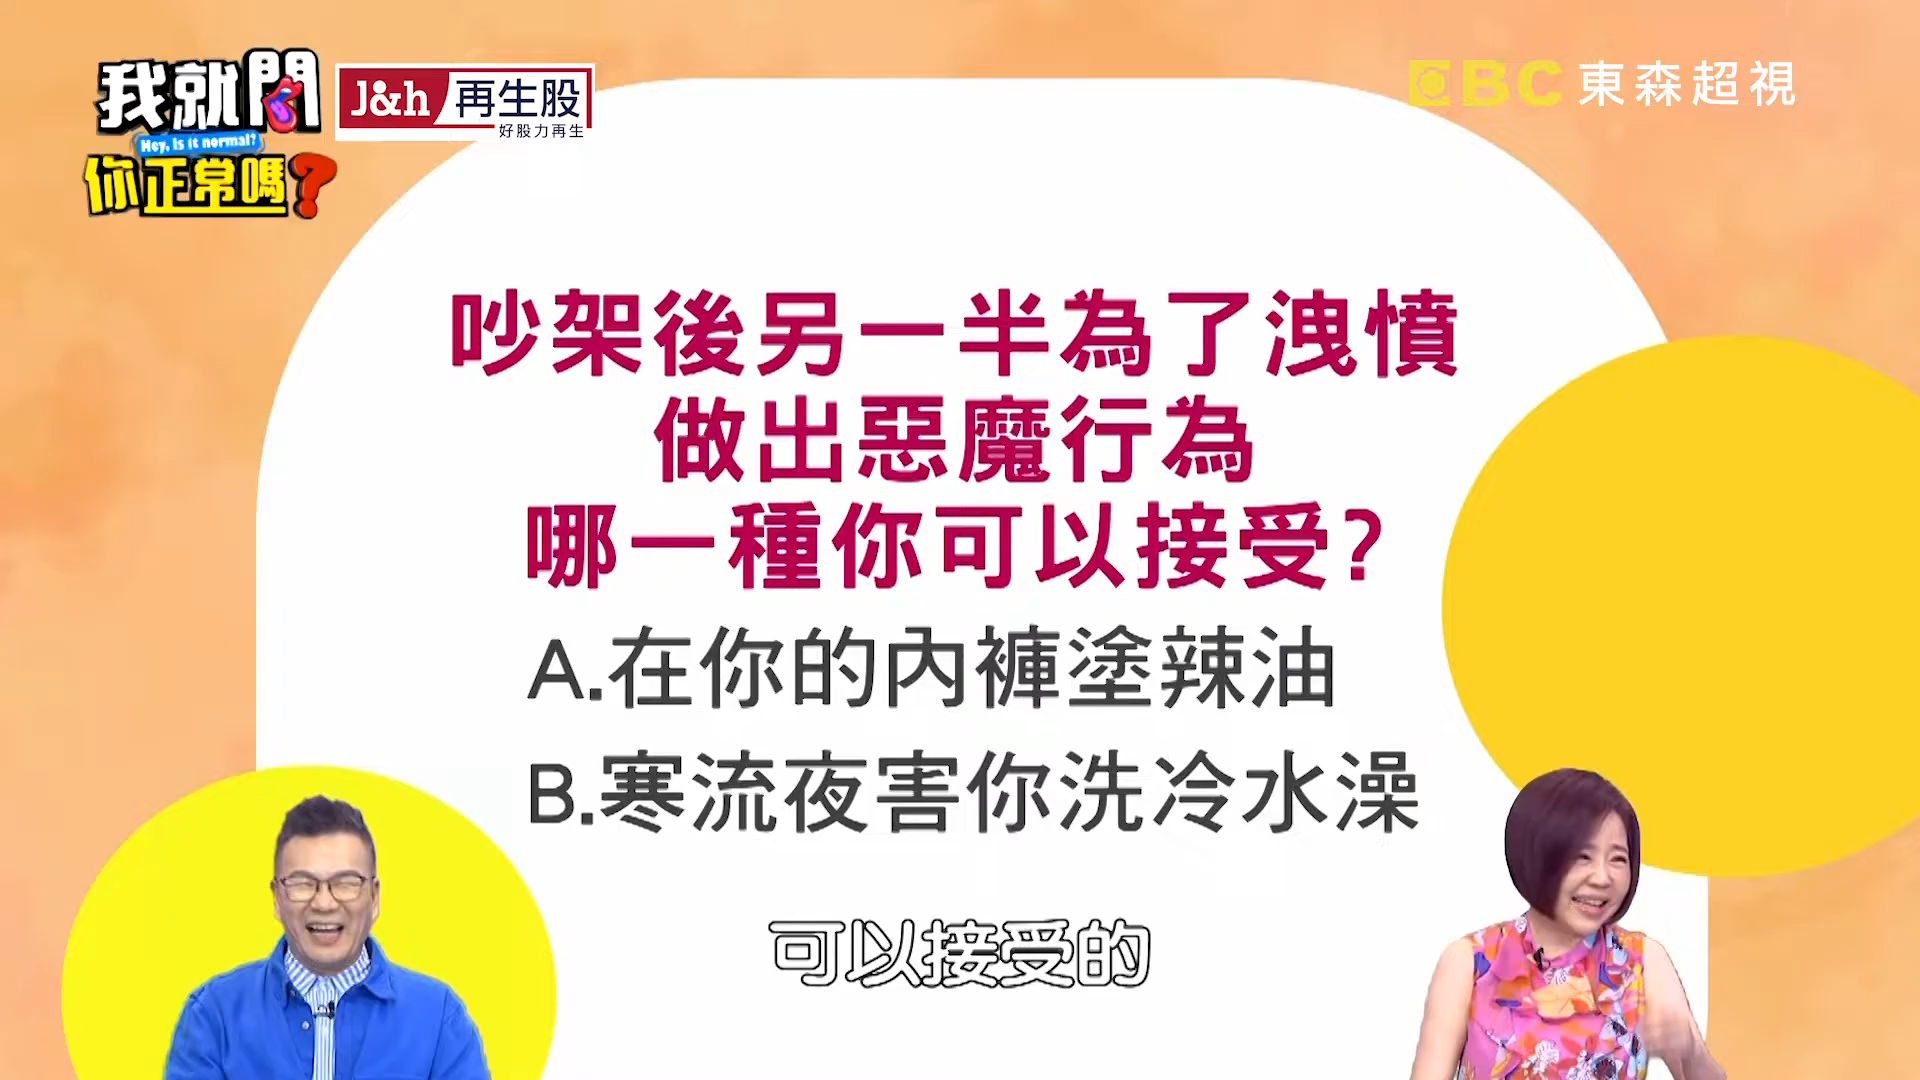 我就問
Hey, is it normal?
你正常嗎?
J&h 再生股
好股力再生
EBC 東森超視
吵架後另一半為了洩憤
做出惡魔行為
哪一種你可以接受?
A.在你的內褲塗辣油
B.寒流夜害你洗冷水澡
可以接受的